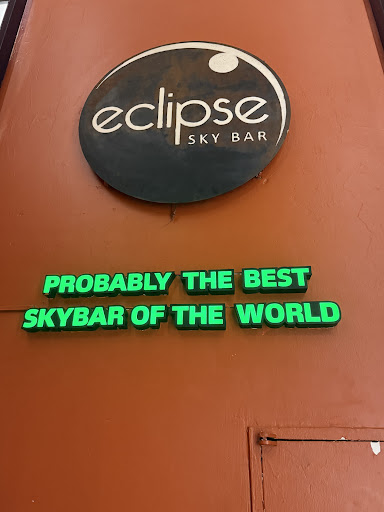 eclipse
SKY BAR
PROBABLY THE BEST
SKYBAR OF THE WORLD